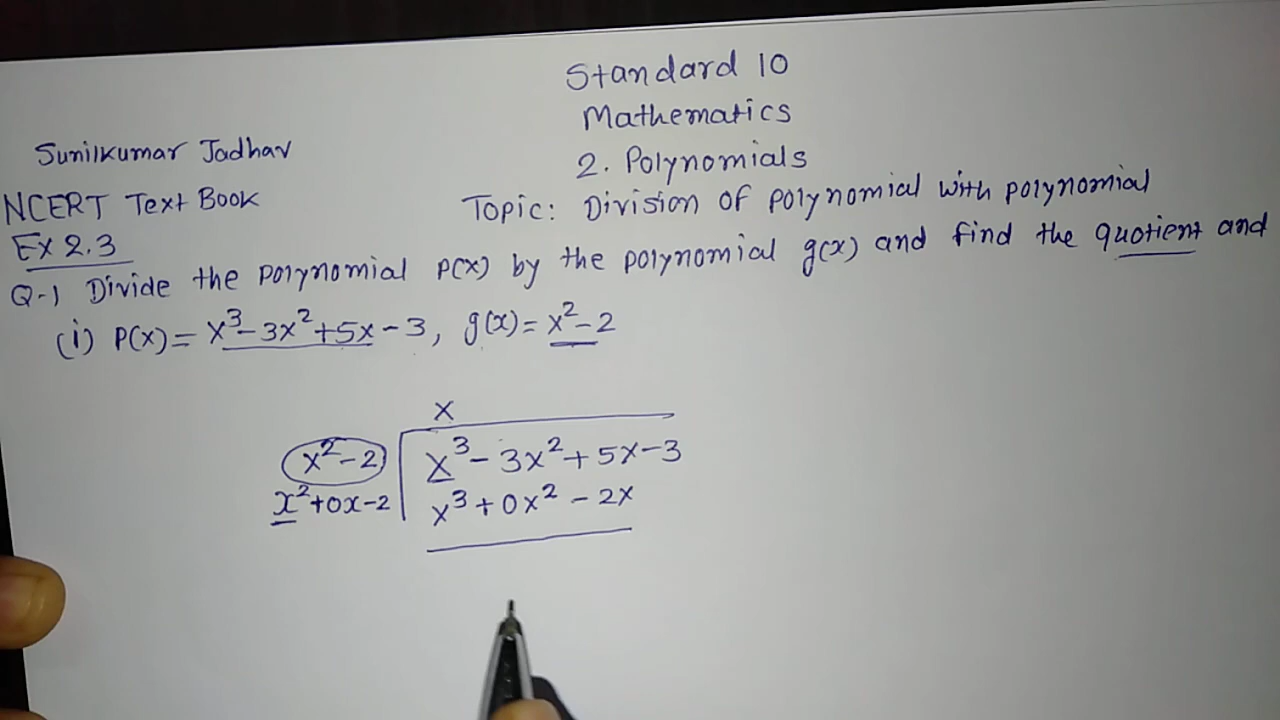 Standard 10
Mathematics
Sunilkumar Jadhav
2. Polynomials
NCERT Text Book
Topic: Division of polynomial with polynomial
Ex 2.3
Q-1 Divide the polynomial p(x) by the polynomial g(x) and find the quotient and
(i) p(x) = x³ - 3x² + 5x - 3, g(x) = x² - 2
x
x² - 2
x³ - 3x² + 5x - 3
x² + 0x - 2
x³ + 0x² - 2x